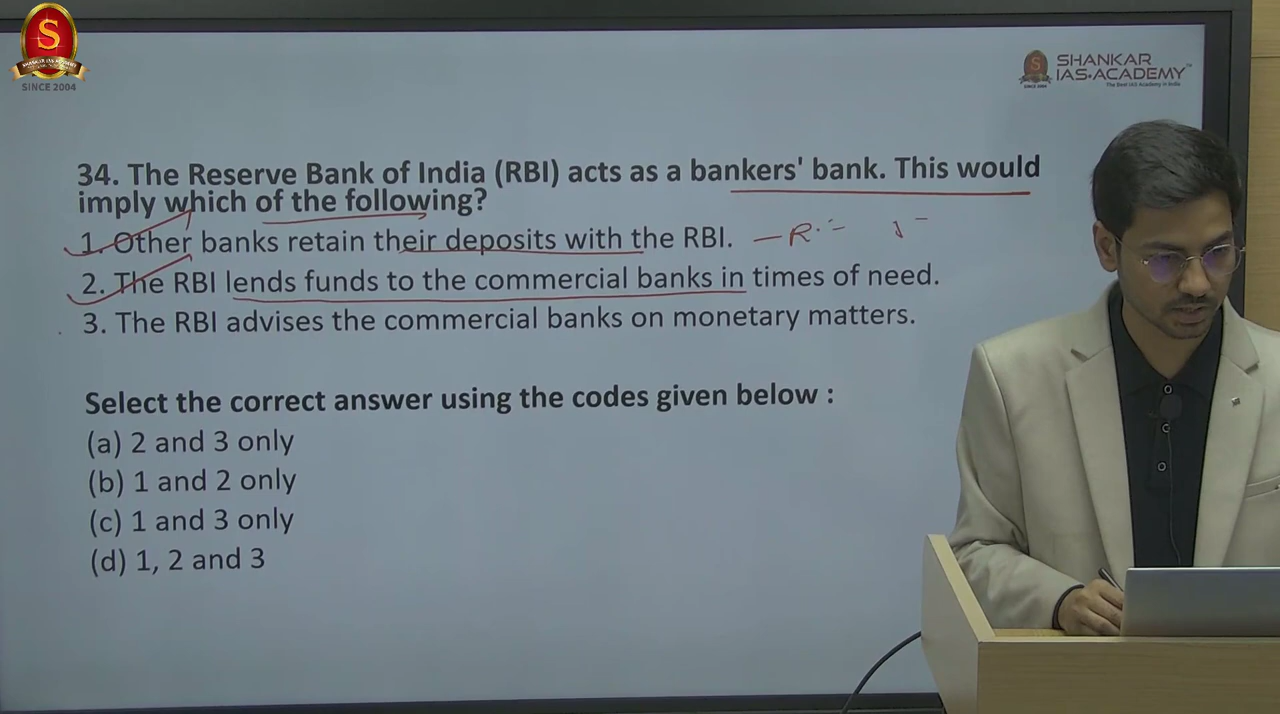 S
SHANKAR IAS ACADEMY
SINCE 2004
SHANKAR
IAS ACADEMY
The Best IAS Academy in India
34. The Reserve Bank of India (RBI) acts as a bankers' bank. This would
imply which of the following?
1. Other banks retain their deposits with the RBI.
2. The RBI lends funds to the commercial banks in times of need.
3. The RBI advises the commercial banks on monetary matters.
Select the correct answer using the codes given below :
(a) 2 and 3 only
(b) 1 and 2 only
(c) 1 and 3 only
(d) 1, 2 and 3